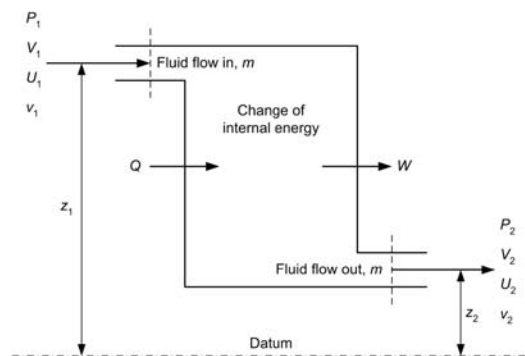 P1
V1
U1
v1
Fluid flow in, m
Change of
internal energy
Q
W
z1
P2
V2
U2
v2
Fluid flow out, m
z2
Datum